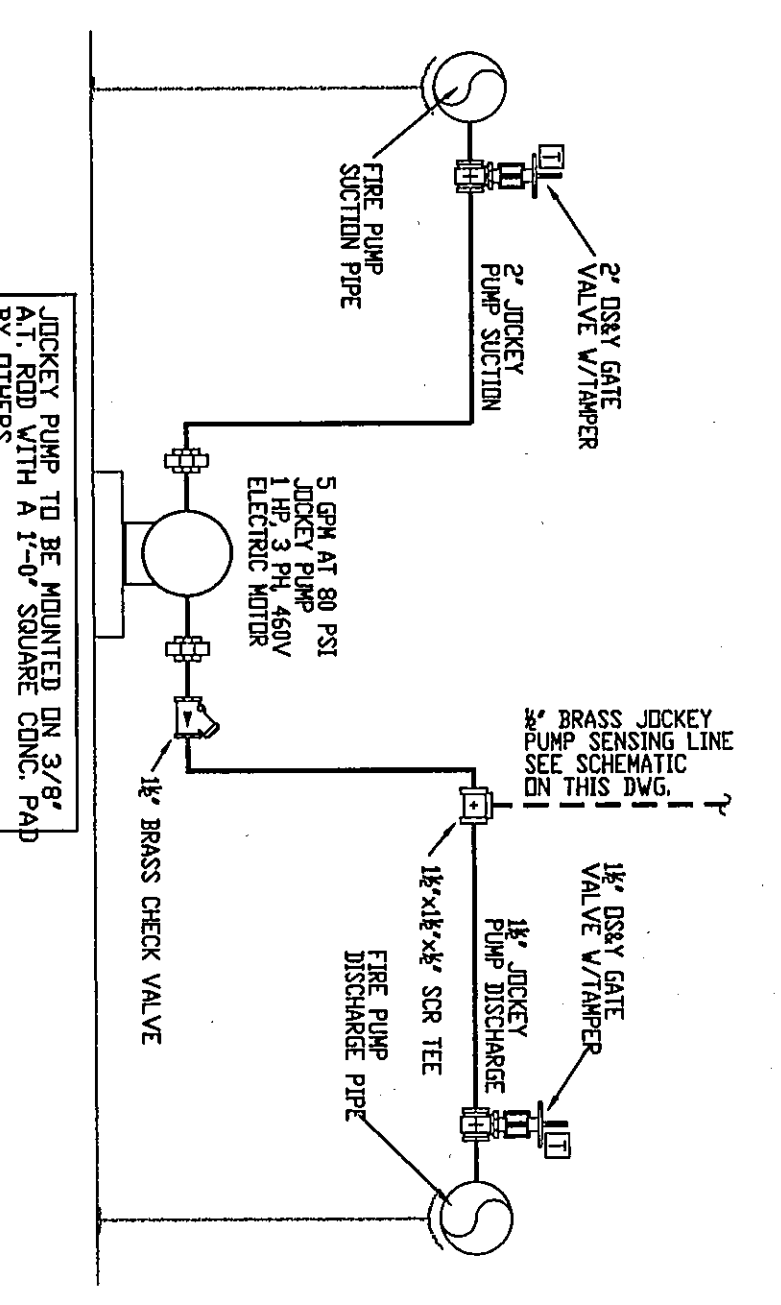 2" OS&Y GATE
VALVE W/TAMPER
T
FIRE PUMP
SUCTION PIPE
2" JOCKEY
PUMP SUCTION
5 GPM AT 80 PSI
JOCKEY PUMP
1 HP, 3 PH, 460V
ELECTRIC MOTOR
½" BRASS JOCKEY
PUMP SENSING LINE
SEE SCHEMATIC
ON THIS DWG.
1½" OS&Y GATE
VALVE W/TAMPER
T
1½" JOCKEY
PUMP DISCHARGE
1½"x1½"x½" SCR TEE
FIRE PUMP
DISCHARGE PIPE
1½" BRASS CHECK VALVE
JOCKEY PUMP TO BE MOUNTED ON 3/8"
A.T. ROD WITH A 1'-0" SQUARE CONC. PAD
BY OTHERS